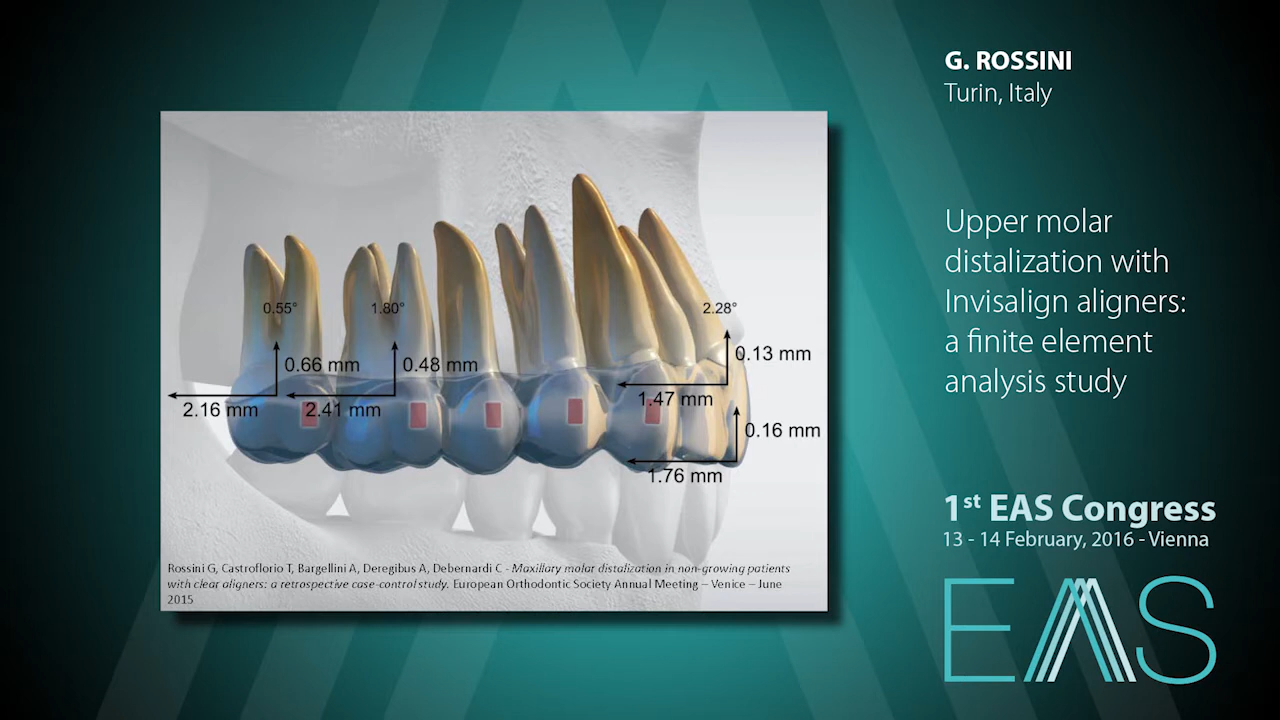 G. ROSSINI
Turin, Italy
Upper molar
distalization with
Invisalign aligners:
a finite element
analysis study
0.55°
1.80°
2.28°
0.66 mm
0.48 mm
0.13 mm
2.16 mm
2.41 mm
1.47 mm
0.16 mm
1.76 mm
Rossini G, Castroflorio T, Bargellini A, Deregibus A, Debernardi C - Maxillary molar distalization in non-growing patients
with clear aligners: a retrospective case-control study. European Orthodontic Society Annual Meeting – Venice – June
2015
1st EAS Congress
13 - 14 February, 2016 - Vienna
EAS